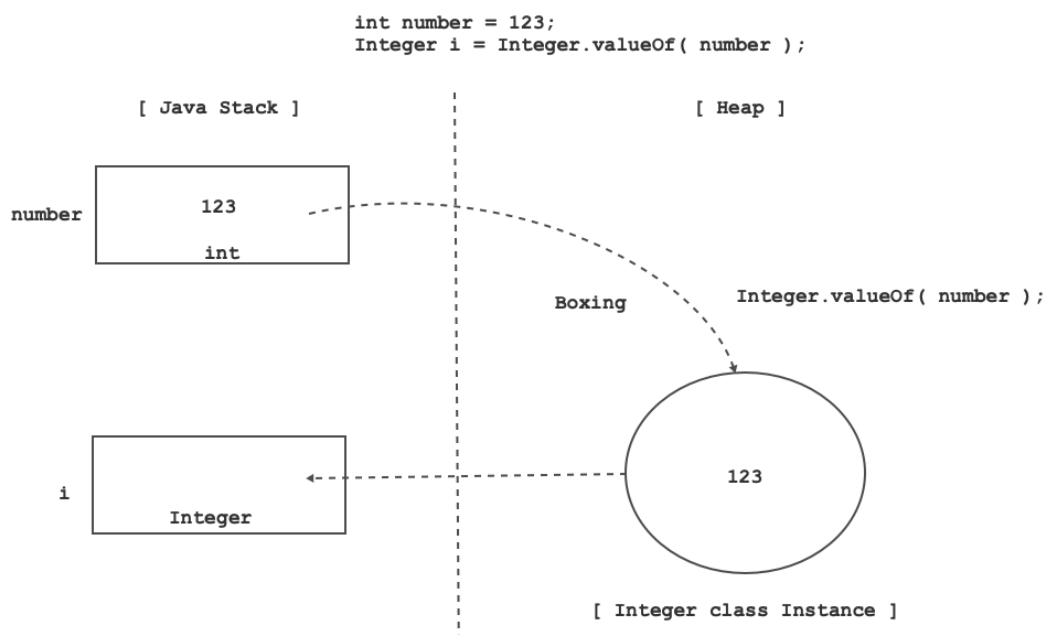 int number = 123;
Integer i = Integer.valueOf( number );
[ Java Stack ]
[ Heap ]
number
123
int
Boxing
Integer.valueOf( number );
i
Integer
123
[ Integer class Instance ]